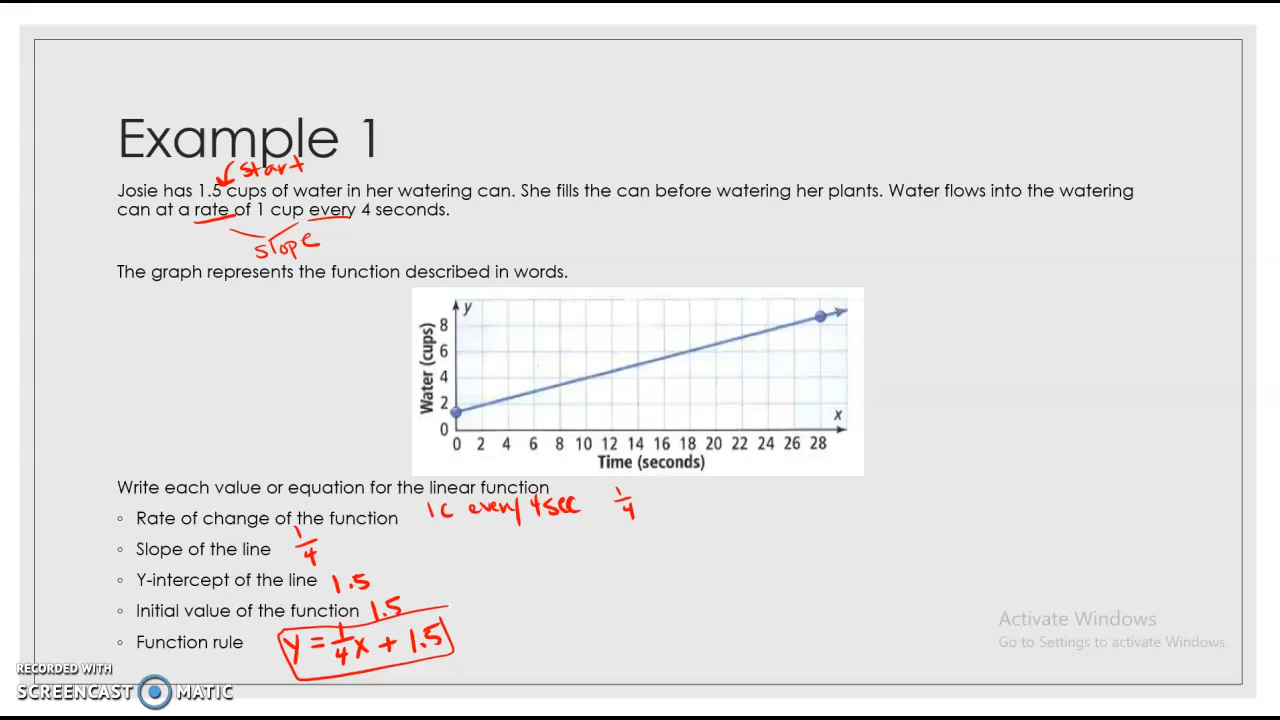 Example 1
start
Josie has 1.5 cups of water in her watering can. She fills the can before watering her plants. Water flows into the watering
can at a rate of 1 cup every 4 seconds.
slope
The graph represents the function described in words.
y
8
6
4
2
0
Water (cups)
x
0 2 4 6 8 10 12 14 16 18 20 22 24 26 28
Time (seconds)
Write each value or equation for the linear function
◦ Rate of change of the function 1c every 4sec 1/4
◦ Slope of the line 1/4
◦ Y-intercept of the line 1.5
◦ Initial value of the function 1.5
◦ Function rule y = 1/4 x + 1.5
Activate Windows
Go to Settings to activate Windows.
RECORDED WITH
SCREENCAST MATIC